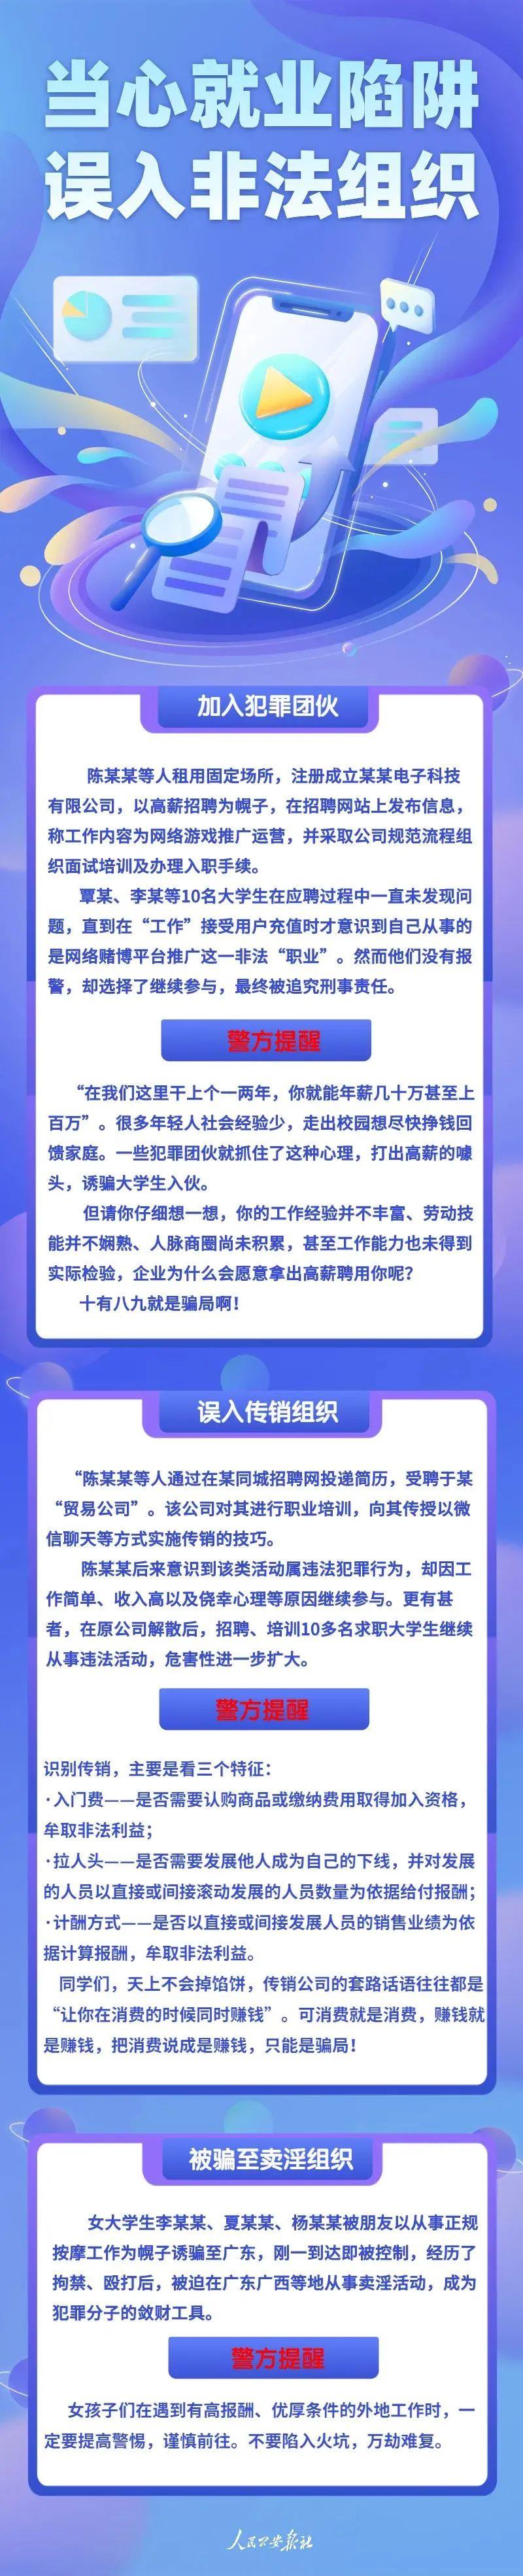 当心就业陷阱
误入非法组织
加入犯罪团伙
陈某某等人租用固定场所，注册成立某某电子科技
有限公司，以高薪招聘为幌子，在招聘网站上发布信息，
称工作内容为网络游戏推广运营，并采取公司规范流程组
织面试培训及办理入职手续。
覃某、李某等10名大学生在应聘过程中一直未发现问
题，直到在“工作”接受用户充值时才意识到自己从事的
是网络赌博平台推广这一非法“职业”。然而他们没有报
警，却选择了继续参与，最终被追究刑事责任。
警方提醒
“在我们这里干上个一两年，你就能年薪几十万甚至上
百万”。很多年轻人社会经验少，走出校园想尽快挣钱回
馈家庭。一些犯罪团伙就抓住了这种心理，打出高薪的噱
头，诱骗大学生入伙。
但请你仔细想一想，你的工作经验并不丰富、劳动技
能并不娴熟、人脉商圈尚未积累，甚至工作能力也未得到
实际检验，企业为什么会愿意拿出高薪聘用你呢？
十有八九就是骗局啊！
误入传销组织
“陈某某等人通过在某同城招聘网投递简历，受聘于某
“贸易公司”。该公司对其进行职业培训，向其传授以微
信聊天等方式实施传销的技巧。
陈某某后来意识到该类活动属违法犯罪行为，却因工
作简单、收入高以及侥幸心理等原因继续参与。更有甚
者，在原公司解散后，招聘、培训10多名求职大学生继续
从事违法活动，危害性进一步扩大。
警方提醒
识别传销，主要是看三个特征：
·入门费——是否需要认购商品或缴纳费用取得加入资格，
牟取非法利益；
·拉人头——是否需要发展他人成为自己的下线，并对发展
的人员以直接或间接滚动发展的人员数量为依据给付报酬；
·计酬方式——是否以直接或间接发展人员的销售业绩为依
据计算报酬，牟取非法利益。
同学们，天上不会掉馅饼，传销公司的套路话语往往都是
“让你在消费的时候同时赚钱”。可消费就是消费，赚钱就
是赚钱，把消费说成是赚钱，只能是骗局！
被骗至卖淫组织
女大学生李某某、夏某某、杨某某被朋友以从事正规
按摩工作为幌子诱骗至广东，刚一到达即被控制，经历了
拘禁、殴打后，被迫在广东广西等地从事卖淫活动，成为
犯罪分子的敛财工具。
警方提醒
女孩子们在遇到有高报酬、优厚条件的外地工作时，一
定要提高警惕，谨慎前往。不要陷入火坑，万劫难复。
人民公安报社